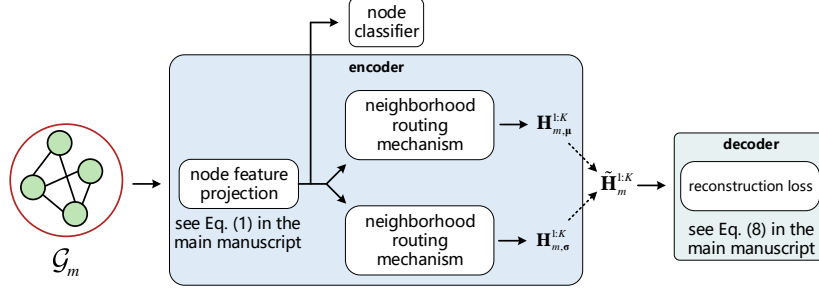 node
classifier
encoder
neighborhood
routing
mechanism
H^{1:K}_{m,μ}
decoder
node feature
projection
H̃^{1:K}_m
reconstruction loss
see Eq. (1) in the
main manuscript
neighborhood
routing
mechanism
H^{1:K}_{m,σ}
see Eq. (8) in the
main manuscript
𝒢_m